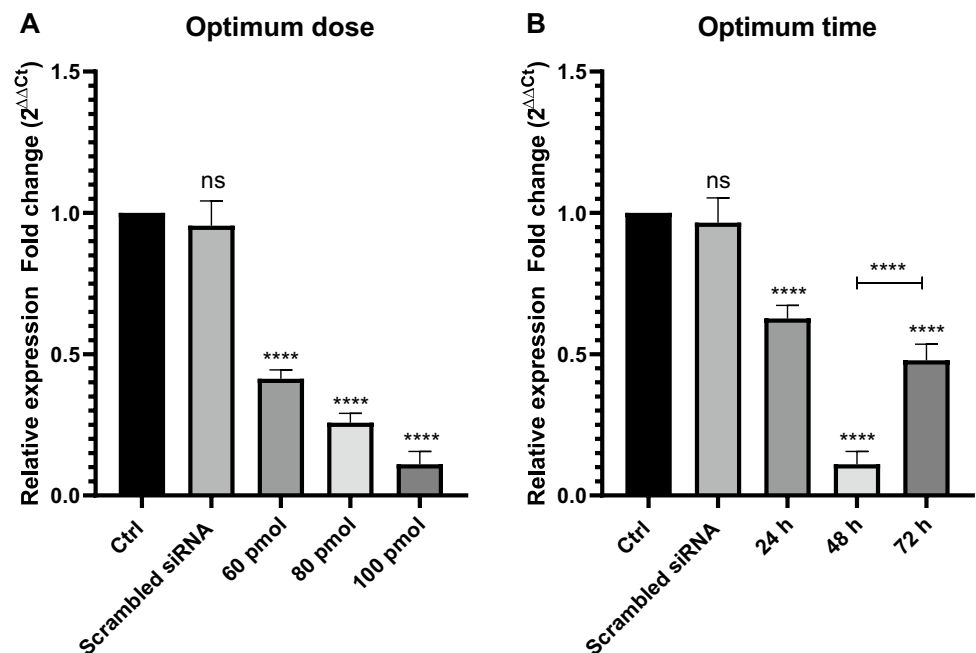 A
Optimum dose
Relative expression Fold change (2^ΔΔCt)
1.5
1.0
0.5
0.0
ns
****
****
****
Ctrl
Scrambled siRNA
60 pmol
80 pmol
100 pmol
B
Optimum time
Relative expression Fold change (2^ΔΔCt)
1.5
1.0
0.5
0.0
ns
****
****
****
****
Ctrl
Scrambled siRNA
24 h
48 h
72 h